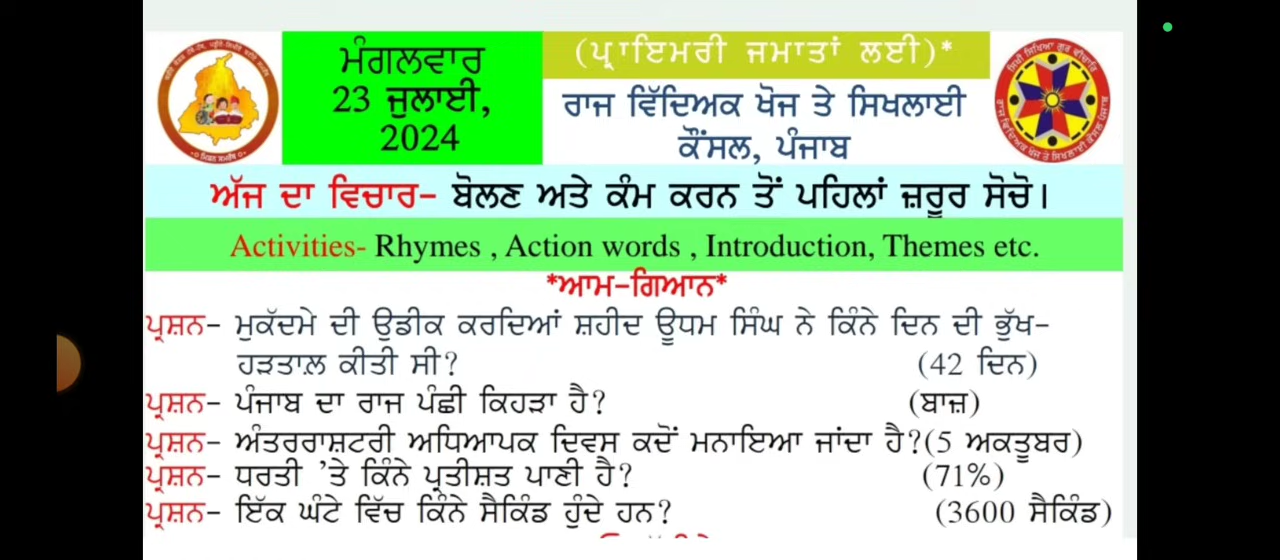 ਮੰਗਲਵਾਰ
23 ਜੁਲਾਈ,
2024
(ਪ੍ਰਾਇਮਰੀ ਜਮਾਤਾਂ ਲਈ)*
ਰਾਜ ਵਿੱਦਿਅਕ ਖੋਜ ਤੇ ਸਿਖਲਾਈ
ਕੌਂਸਲ, ਪੰਜਾਬ
ਅੱਜ ਦਾ ਵਿਚਾਰ- ਬੋਲਣ ਅਤੇ ਕੰਮ ਕਰਨ ਤੋਂ ਪਹਿਲਾਂ ਜ਼ਰੂਰ ਸੋਚੋ।
Activities- Rhymes , Action words , Introduction, Themes etc.
*ਆਮ-ਗਿਆਨ*
ਪ੍ਰਸ਼ਨ- ਮੁਕੱਦਮੇ ਦੀ ਉਡੀਕ ਕਰਦਿਆਂ ਸ਼ਹੀਦ ਊਧਮ ਸਿੰਘ ਨੇ ਕਿੰਨੇ ਦਿਨ ਦੀ ਭੁੱਖ-
ਹੜਤਾਲ਼ ਕੀਤੀ ਸੀ? (42 ਦਿਨ)
ਪ੍ਰਸ਼ਨ- ਪੰਜਾਬ ਦਾ ਰਾਜ ਪੰਛੀ ਕਿਹੜਾ ਹੈ? (ਬਾਜ਼)
ਪ੍ਰਸ਼ਨ- ਅੰਤਰਰਾਸ਼ਟਰੀ ਅਧਿਆਪਕ ਦਿਵਸ ਕਦੋਂ ਮਨਾਇਆ ਜਾਂਦਾ ਹੈ?(5 ਅਕਤੂਬਰ)
ਪ੍ਰਸ਼ਨ- ਧਰਤੀ ’ਤੇ ਕਿੰਨੇ ਪ੍ਰਤੀਸ਼ਤ ਪਾਣੀ ਹੈ? (71%)
ਪ੍ਰਸ਼ਨ- ਇੱਕ ਘੰਟੇ ਵਿੱਚ ਕਿੰਨੇ ਸੈਕਿੰਡ ਹੁੰਦੇ ਹਨ? (3600 ਸੈਕਿੰਡ)